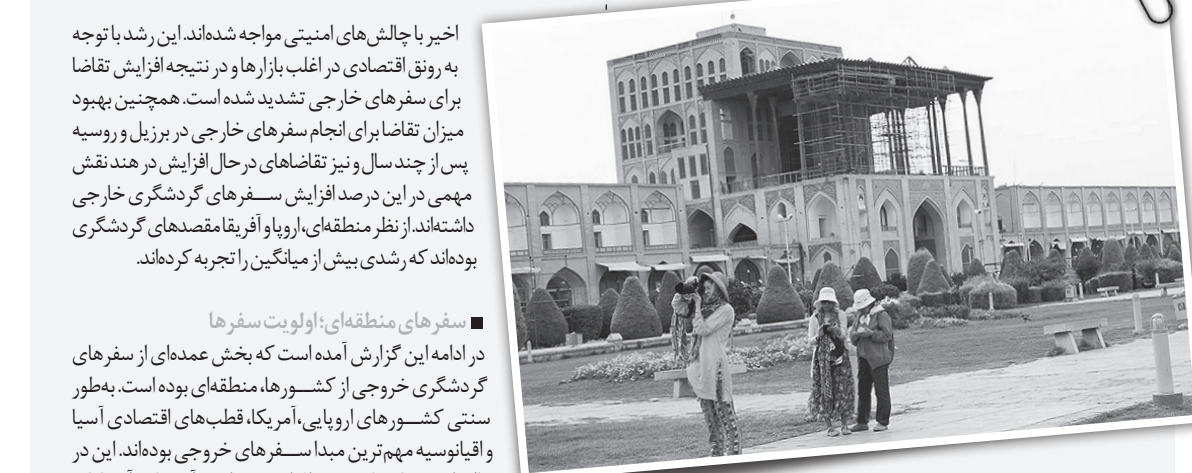 اخیر با چالش‌های امنیتی مواجه شده‌اند. این رشد با توجه
به رونق اقتصادی در اغلب بازارها و در نتیجه افزایش تقاضا
برای سفرهای خارجی تشدید شده است. همچنین بهبود
میزان تقاضا برای انجام سفرهای خارجی در برزیل و روسیه
پس از چند سال و نیز تقاضاهای در حال افزایش در هند نقش
مهمی در این درصد افزایش ســفرهای گردشگری خارجی
داشته‌اند. از نظر منطقه‌ای، اروپا و آفریقا مقصدهای گردشگری
بوده‌اند که رشدی بیش از میانگین را تجربه کرده‌اند.
■ سفرهای منطقه‌ای؛ اولویت سفرها
در ادامه این گزارش آمده است که بخش عمده‌ای از سفرهای
گردشگری خروجی از کشــورها، منطقه‌ای بوده است. به‌طور
سنتی کشــورهای اروپایی، آمریکا، قطب‌های اقتصادی آسیا
و اقیانوسیه مهم‌ترین مبدا ســفرهای خروجی بوده‌اند. این در